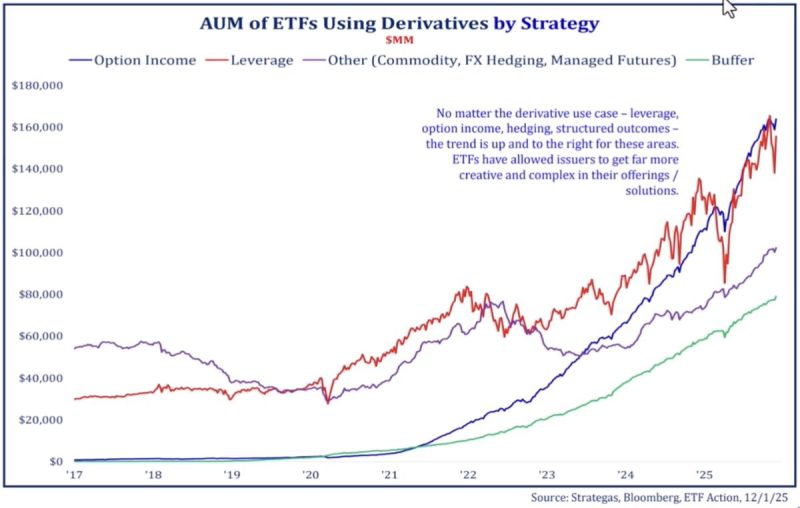 AUM of ETFs Using Derivatives by Strategy
$MM
Option Income Leverage Other (Commodity, FX Hedging, Managed Futures) Buffer
No matter the derivative use case – leverage,
option income, hedging, structured outcomes –
the trend is up and to the right for these areas.
ETFs have allowed issuers to get far more
creative and complex in their offerings /
solutions.
$180,000
$160,000
$140,000
$120,000
$100,000
$80,000
$60,000
$40,000
$20,000
$0
'17 '18 '19 '20 '21 '22 '23 '24 '25
Source: Strategas, Bloomberg, ETF Action, 12/1/25